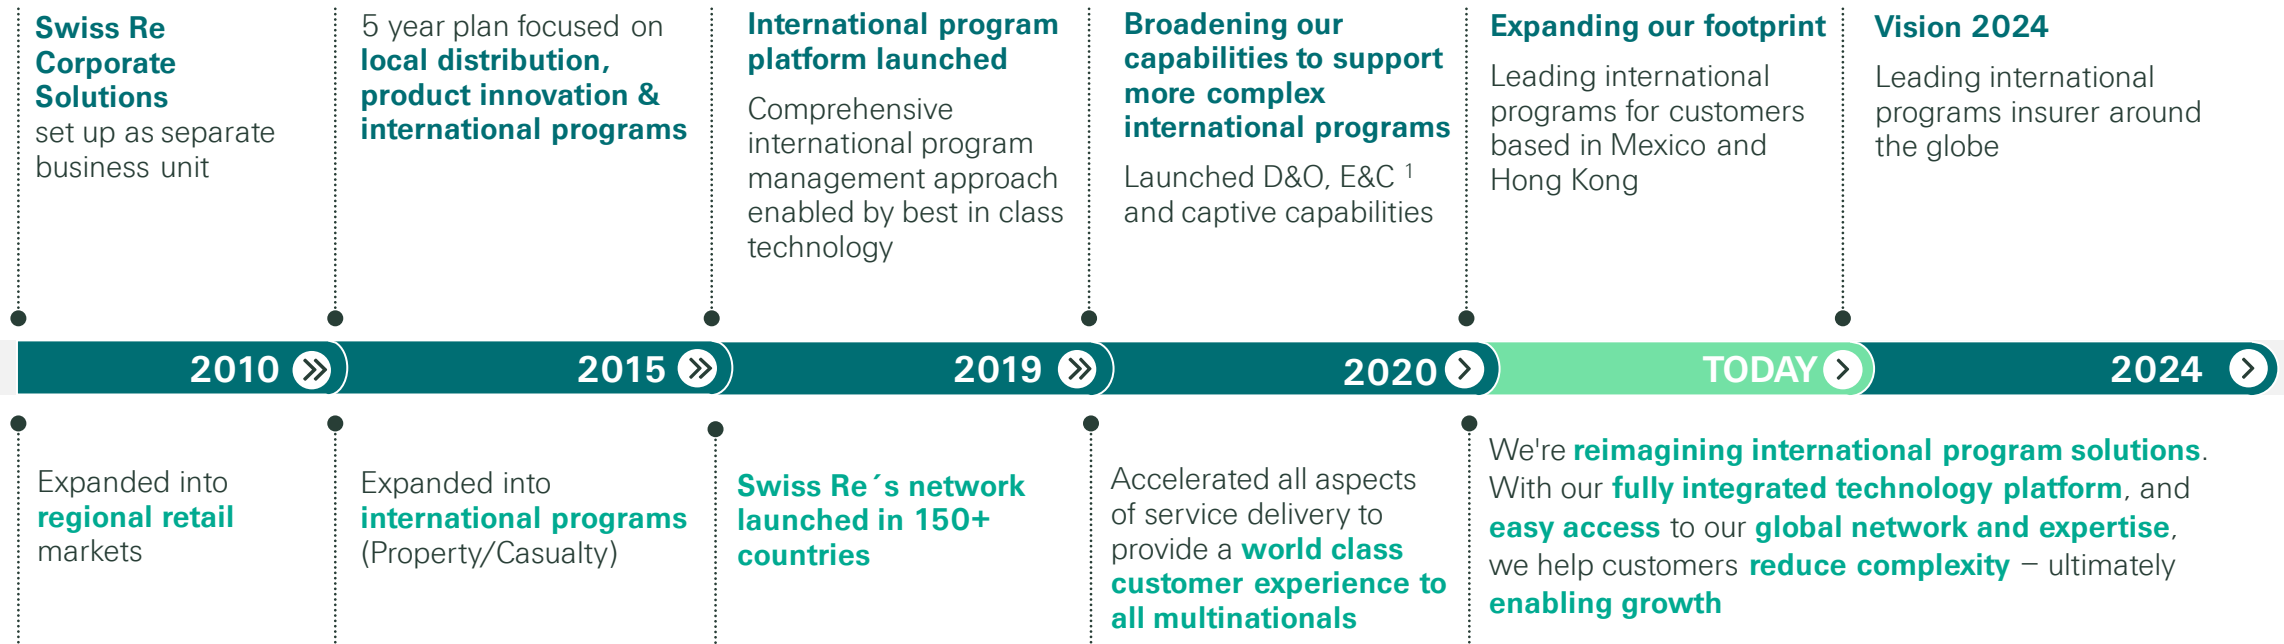 Swiss Re
Corporate
Solutions
set up as separate
business unit
5 year plan focused on
local distribution,
product innovation &
international programs
International program
platform launched
Comprehensive
international program
management approach
enabled by best in class
technology
Broadening our
capabilities to support
more complex
international programs
Launched D&O, E&C ¹
and captive capabilities
Expanding our footprint
Leading international
programs for customers
based in Mexico and
Hong Kong
Vision 2024
Leading international
programs insurer around
the globe
2010
2015
2019
2020
TODAY
2024
Expanded into
regional retail
markets
Expanded into
international programs
(Property/Casualty)
Swiss Re´s network
launched in 150+
countries
Accelerated all aspects
of service delivery to
provide a world class
customer experience to
all multinationals
We're reimagining international program solutions.
With our fully integrated technology platform, and
easy access to our global network and expertise,
we help customers reduce complexity – ultimately
enabling growth